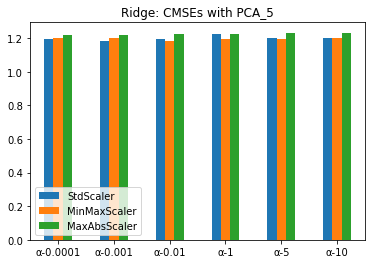 Ridge: CMSEs with PCA_5
1.2
1.0
0.8
0.6
0.4
0.2
0.0
StdScaler
MinMaxScaler
MaxAbsScaler
α-0.0001 α-0.001 α-0.01 α-1 α-5 α-10